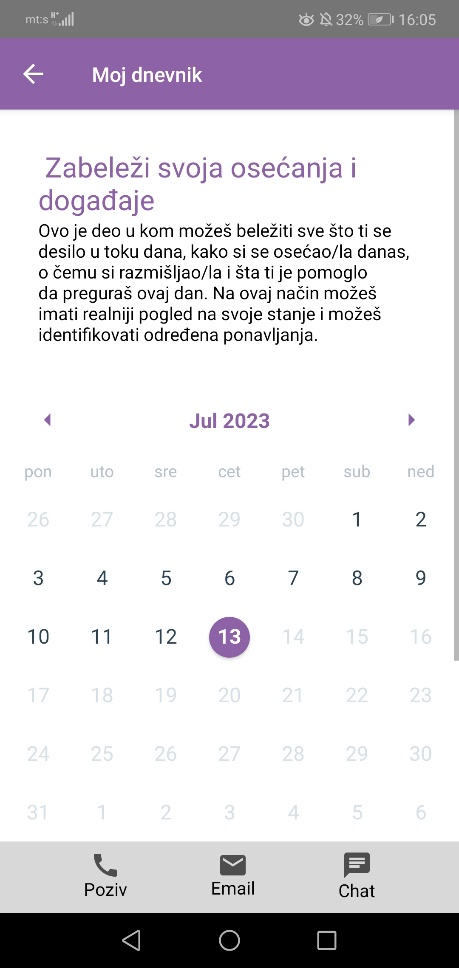 mt:s H+ 32% 16:05
Moj dnevnik
Zabeleži svoja osećanja i
događaje
Ovo je deo u kom možeš beležiti sve što ti se
desilo u toku dana, kako si se osećao/la danas,
o čemu si razmišljao/la i šta ti je pomoglo
da preguraš ovaj dan. Na ovaj način možeš
imati realniji pogled na svoje stanje i možeš
identifikovati određena ponavljanja.
Jul 2023
pon uto sre cet pet sub ned
26 27 28 29 30 1 2
3 4 5 6 7 8 9
10 11 12 13 14 15 16
17 18 19 20 21 22 23
24 25 26 27 28 29 30
31 1 2 3 4 5 6
Poziv Email Chat